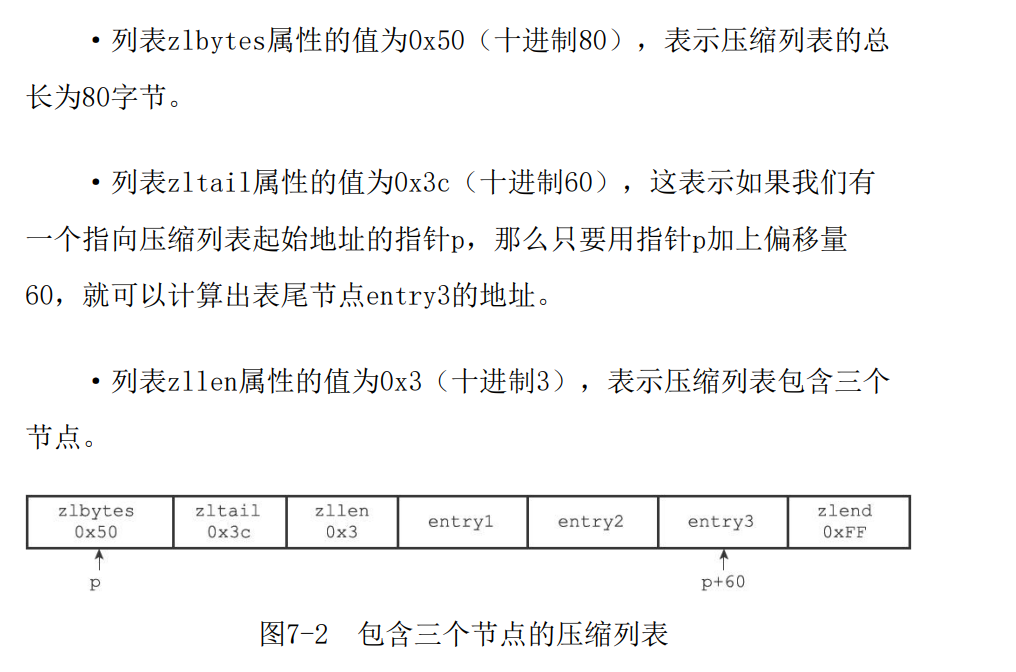 ·列表zlbytes属性的值为0x50（十进制80），表示压缩列表的总
长为80字节。
·列表zltail属性的值为0x3c（十进制60），这表示如果我们有
一个指向压缩列表起始地址的指针p，那么只要用指针p加上偏移量
60，就可以计算出表尾节点entry3的地址。
·列表zllen属性的值为0x3（十进制3），表示压缩列表包含三个
节点。
zlbytes zltail zllen entry1 entry2 entry3 zlend
0x50 0x3c 0x3 0xFF
p p+60
图7-2 包含三个节点的压缩列表